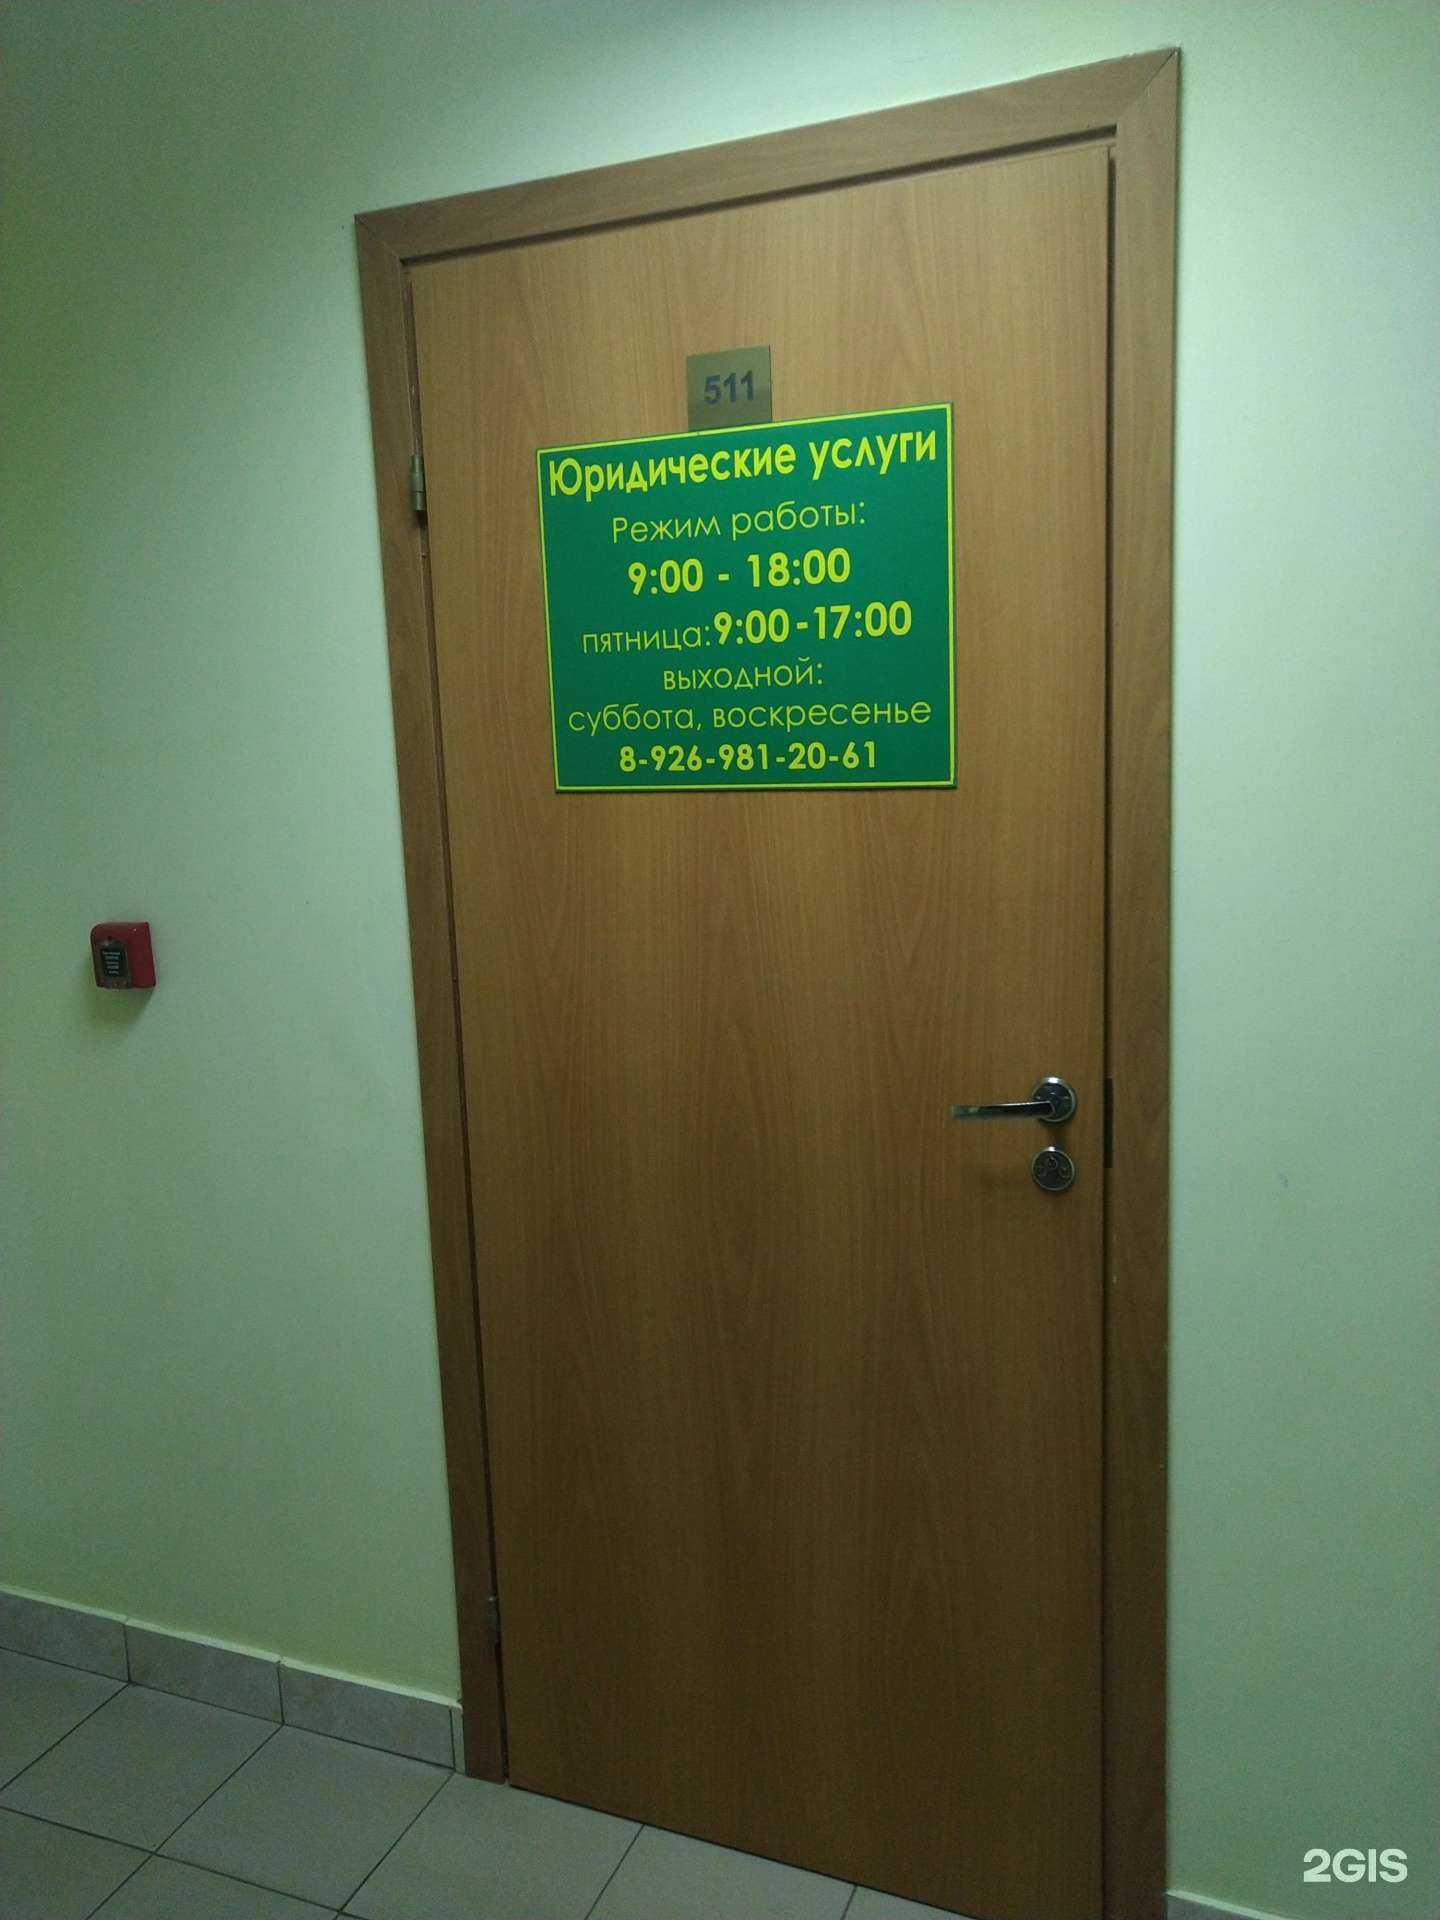 511
Юридические услуги
Режим работы:
9:00 - 18:00
пятница: 9:00-17:00
выходной:
суббота, воскресенье
8-926-981-20-61
2GIS